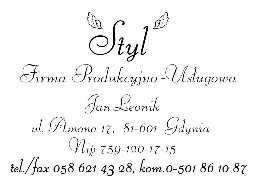 Styl
Firma Produkcyjno-Usługowa
Jan Leonik
ul. Amona 17, 81-601 Gdynia
Nip 759-120-17-15
tel./fax 058 621 43 28, kom.0-501 86 10 87